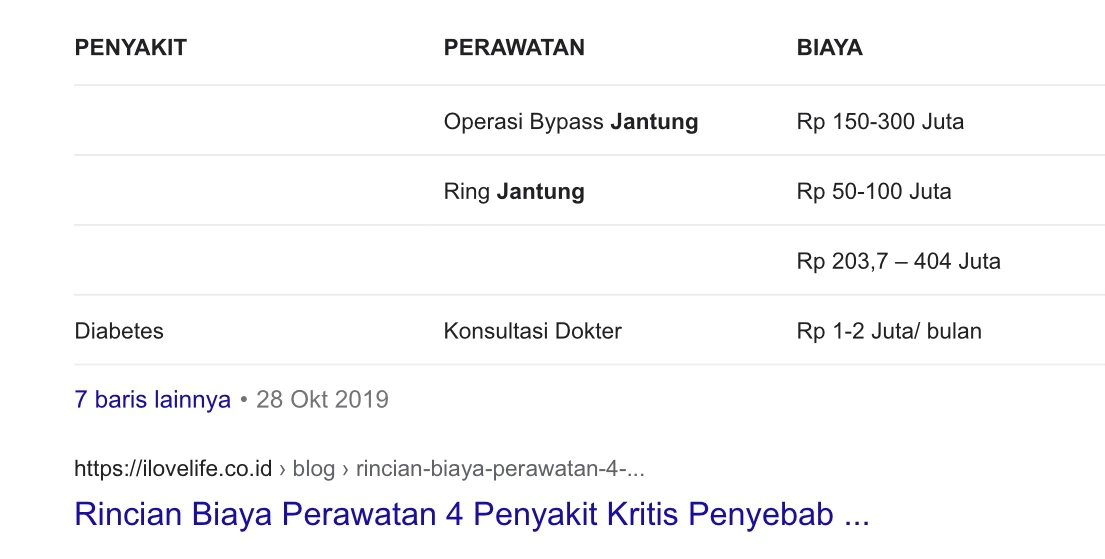 PENYAKIT PERAWATAN BIAYA
Operasi Bypass Jantung Rp 150-300 Juta
Ring Jantung Rp 50-100 Juta
Rp 203,7 – 404 Juta
Diabetes Konsultasi Dokter Rp 1-2 Juta/ bulan
7 baris lainnya • 28 Okt 2019
https://ilovelife.co.id › blog › rincian-biaya-perawatan-4-...
Rincian Biaya Perawatan 4 Penyakit Kritis Penyebab ...